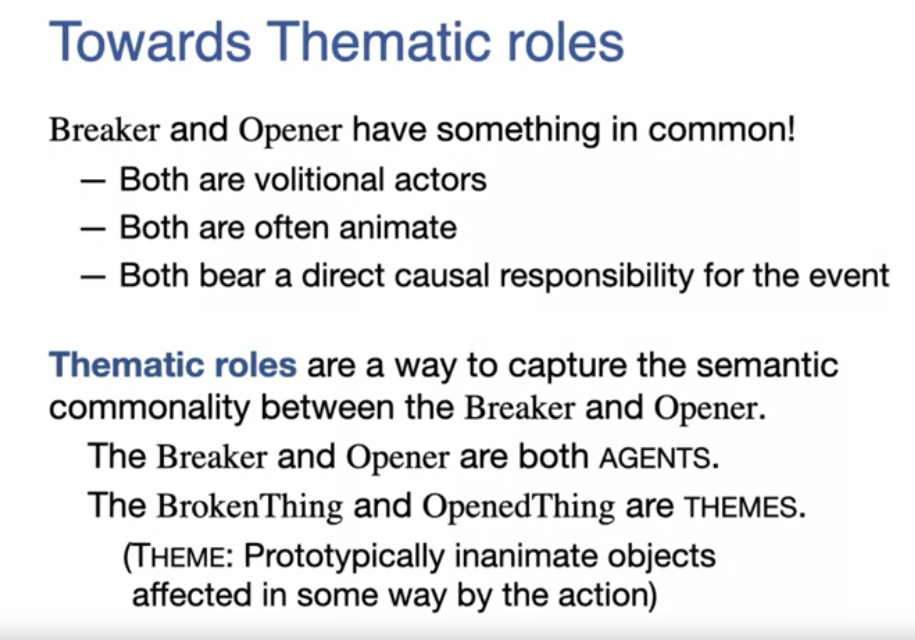 Towards Thematic roles
Breaker and Opener have something in common!
— Both are volitional actors
— Both are often animate
— Both bear a direct causal responsibility for the event
Thematic roles are a way to capture the semantic
commonality between the Breaker and Opener.
The Breaker and Opener are both AGENTS.
The BrokenThing and OpenedThing are THEMES.
(THEME: Prototypically inanimate objects
affected in some way by the action)